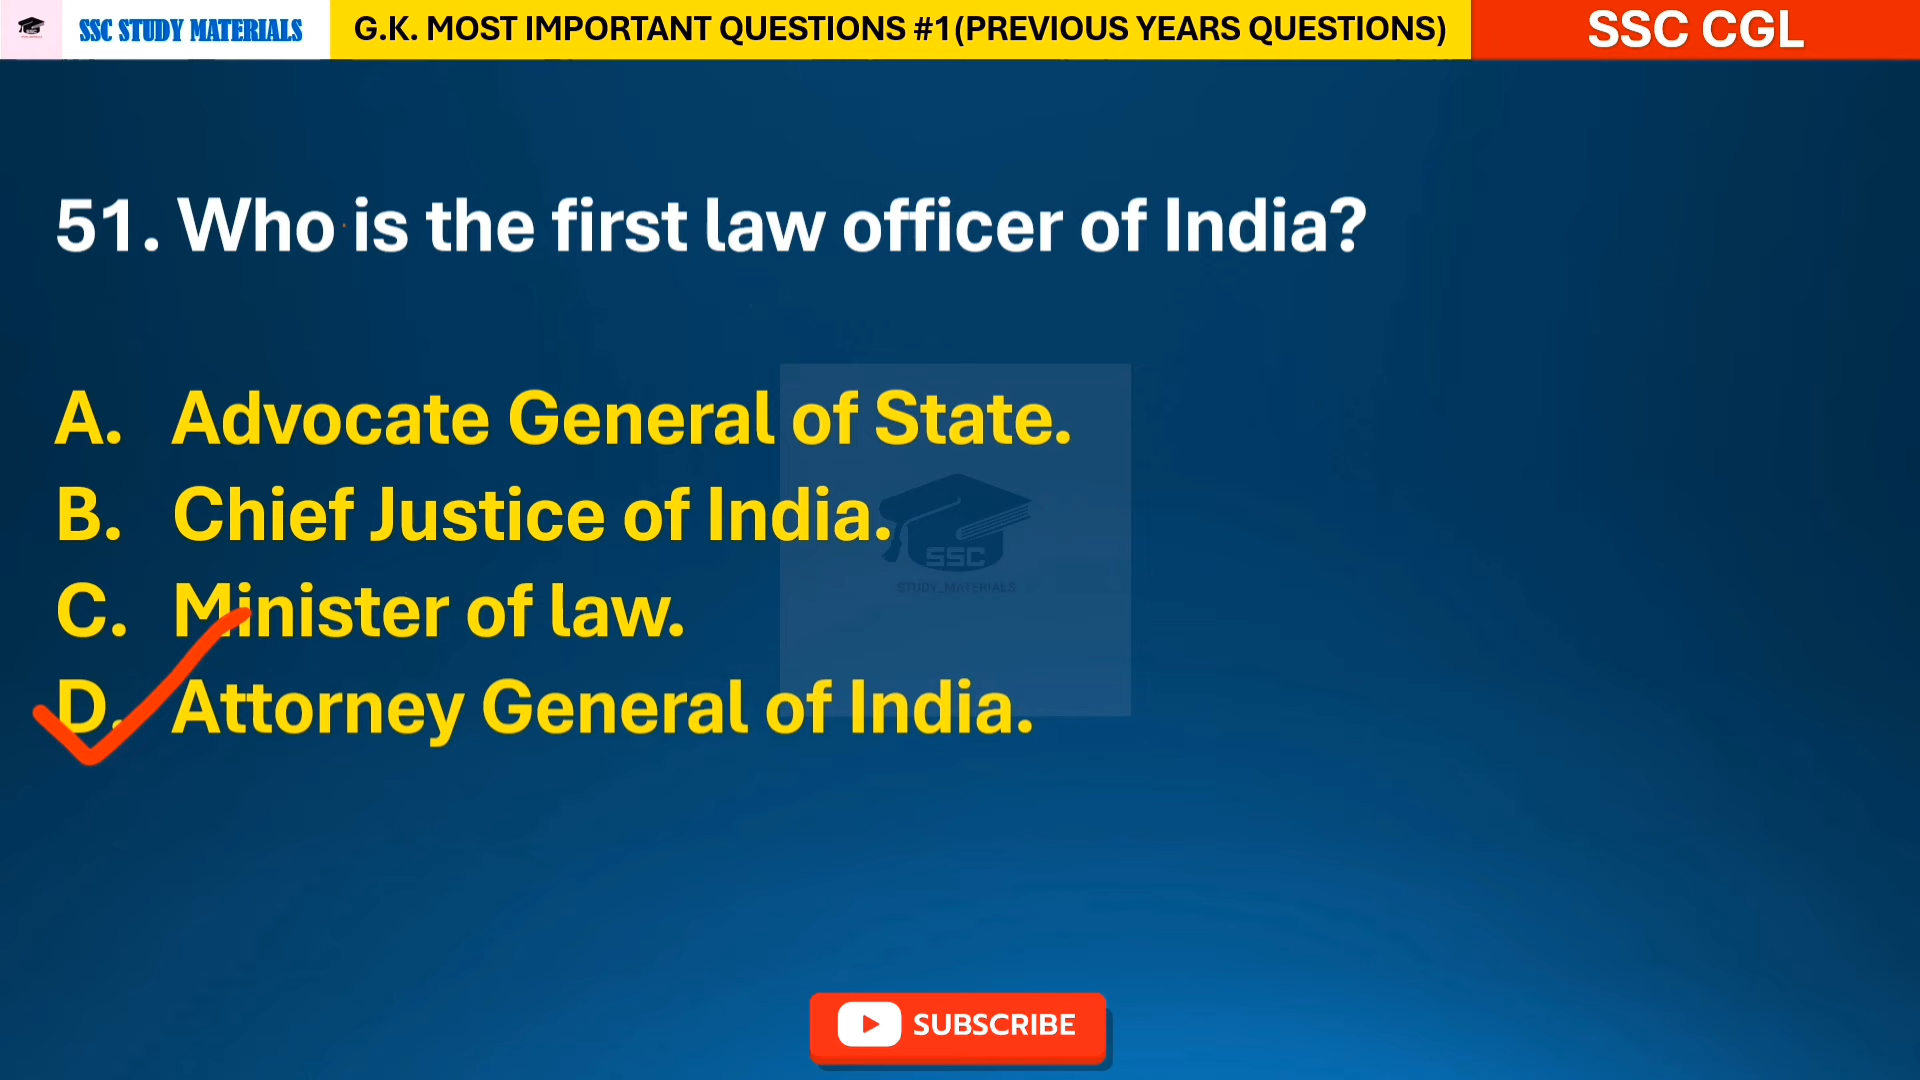 SSC STUDY MATERIALS
G.K. MOST IMPORTANT QUESTIONS #1(PREVIOUS YEARS QUESTIONS)
SSC CGL
51. Who is the first law officer of India?
A. Advocate General of State.
B. Chief Justice of India.
C. Minister of law.
D. Attorney General of India.
SSC
STUDY_MATERIALS
SUBSCRIBE